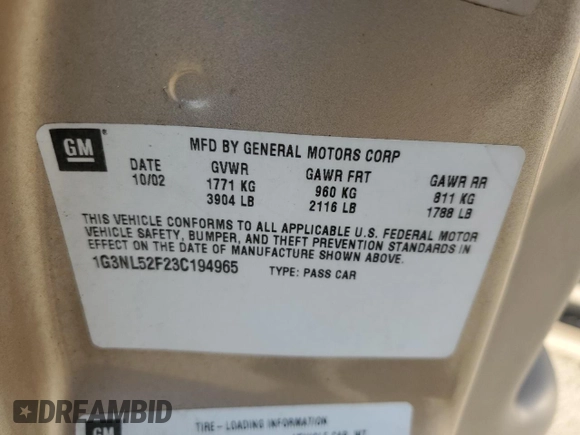 GM
MFD BY GENERAL MOTORS CORP
DATE GVWR GAWR FRT GAWR RR
10/02 1771 KG 960 KG 811 KG
3904 LB 2116 LB 1788 LB
THIS VEHICLE CONFORMS TO ALL APPLICABLE U.S. FEDERAL MOTOR
VEHICLE SAFETY, BUMPER, AND THEFT PREVENTION STANDARDS IN
EFFECT ON THE DATE OF MANUFACTURE SHOWN ABOVE.
1G3NL52F23C194965 TYPE: PASS CAR
GM
TIRE-LOADING INFORMATION
DREAMBID